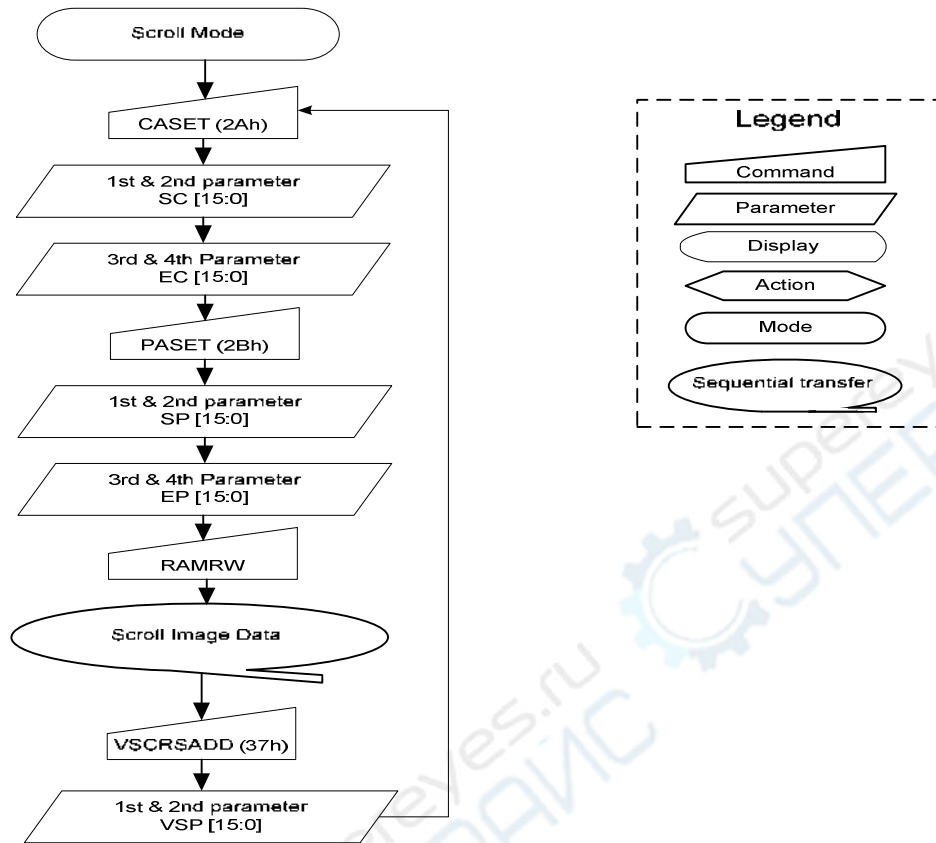 Scroll Mode
CASET (2Ah)
1st & 2nd parameter
SC [15:0]
3rd & 4th Parameter
EC [15:0]
PASET (2Bh)
1st & 2nd parameter
SP [15:0]
3rd & 4th Parameter
EP [15:0]
RAMRW
Scroll Image Data
VSCRSADD (37h)
1st & 2nd parameter
VSP [15:0]
Legend
Command
Parameter
Display
Action
Mode
Sequential transfer